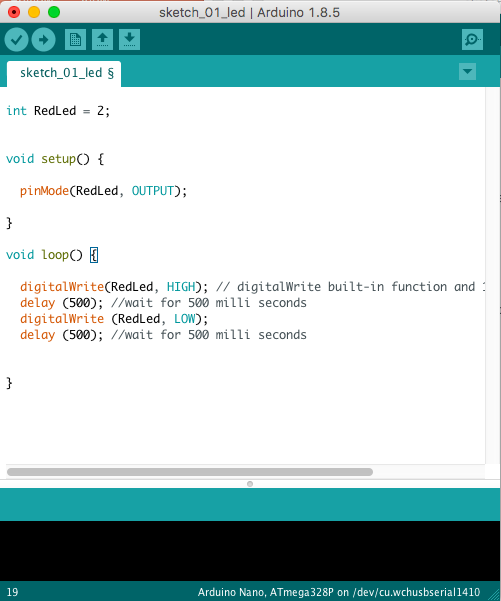 sketch_01_led | Arduino 1.8.5
sketch_01_led §
int RedLed = 2;
void setup() {
pinMode(RedLed, OUTPUT);
}
void loop() {
digitalWrite(RedLed, HIGH); // digitalWrite built-in function and
delay (500); //wait for 500 milli seconds
digitalWrite (RedLed, LOW);
delay (500); //wait for 500 milli seconds
}
19 Arduino Nano, ATmega328P on /dev/cu.wchusbserial1410